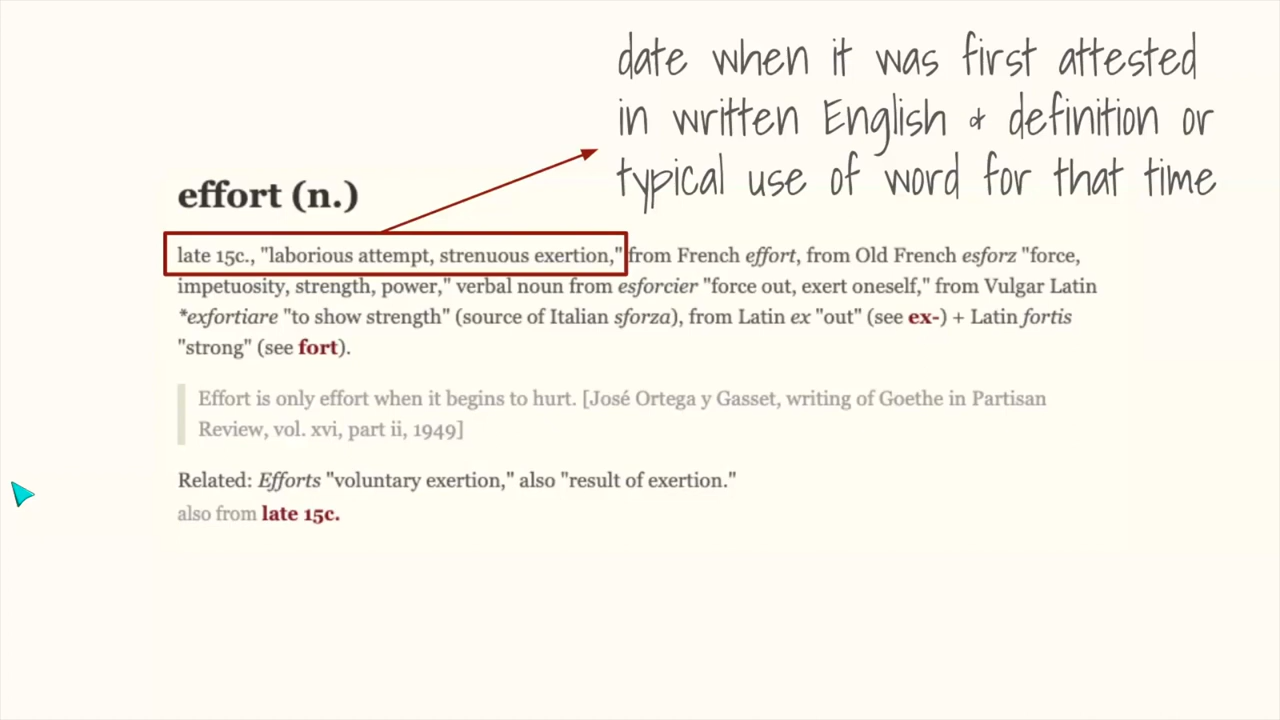 date when it was first attested
in written English & definition or
typical use of word for that time
effort (n.)
late 15c., "laborious attempt, strenuous exertion," from French effort, from Old French esforz "force,
impetuosity, strength, power," verbal noun from esforcier "force out, exert oneself," from Vulgar Latin
*exfortiare "to show strength" (source of Italian sforza), from Latin ex "out" (see ex-) + Latin fortis
"strong" (see fort).
Effort is only effort when it begins to hurt. [José Ortega y Gasset, writing of Goethe in Partisan
Review, vol. xvi, part ii, 1949]
Related: Efforts "voluntary exertion," also "result of exertion."
also from late 15c.